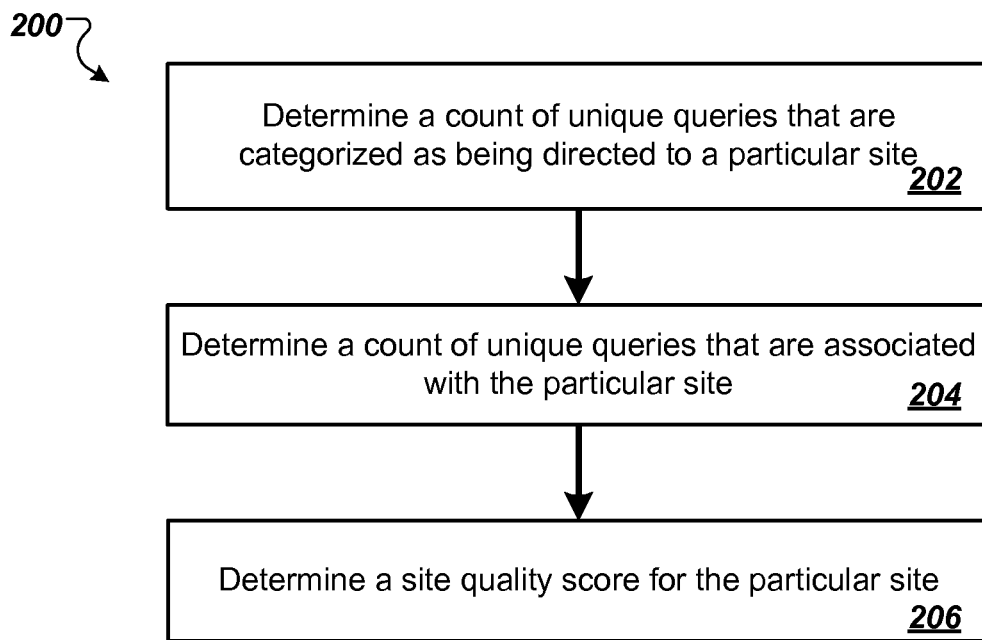 200
Determine a count of unique queries that are
categorized as being directed to a particular site
202
Determine a count of unique queries that are associated
with the particular site
204
Determine a site quality score for the particular site
206